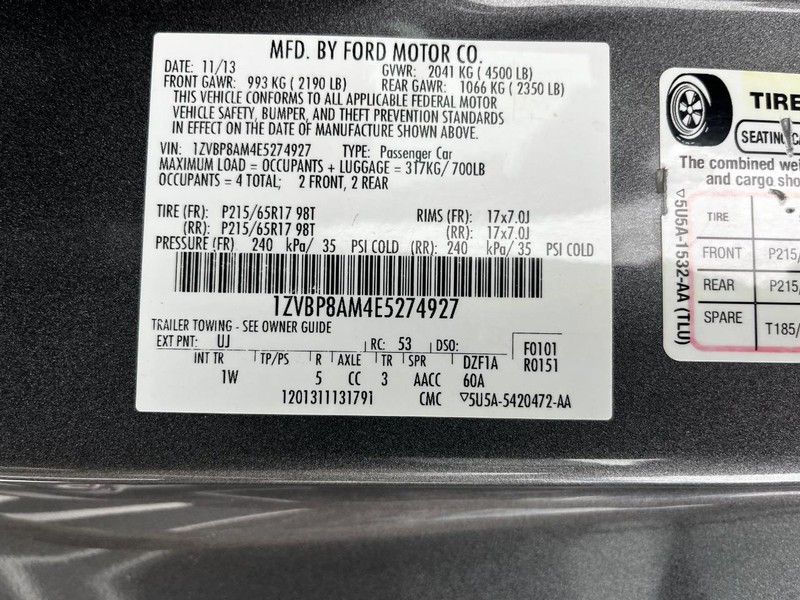 MFD. BY FORD MOTOR CO.
DATE: 11/13 GVWR: 2041 KG ( 4500 LB)
FRONT GAWR: 993 KG ( 2190 LB) REAR GAWR: 1066 KG ( 2350 LB)
THIS VEHICLE CONFORMS TO ALL APPLICABLE FEDERAL MOTOR
VEHICLE SAFETY, BUMPER, AND THEFT PREVENTION STANDARDS
IN EFFECT ON THE DATE OF MANUFACTURE SHOWN ABOVE.
VIN: 1ZVBP8AM4E5274927 TYPE: Passenger Car
MAXIMUM LOAD = OCCUPANTS + LUGGAGE = 317KG/ 700LB
OCCUPANTS = 4 TOTAL; 2 FRONT, 2 REAR
TIRE (FR): P215/65R17 98T RIMS (FR): 17x7.0J
(RR): P215/65R17 98T (RR): 17x7.0J
PRESSURE (FR) 240 kPa/ 35 PSI COLD (RR): 240 kPa/ 35 PSI COLD
1ZVBP8AM4E5274927
TRAILER TOWING - SEE OWNER GUIDE
EXT PNT: UJ RC: 53 DSO: F0101
INT TR TP/PS R AXLE TR SPR DZF1A R0151
1W 5 CC 3 AACC 60A
1201311131791 CMC ▽5U5A-5420472-AA
TIRE
SEATING
The combined
and cargo
TIRE
FRONT P215/
REAR P215/
SPARE T185/
▽5U5A-1532-AA (TLU)